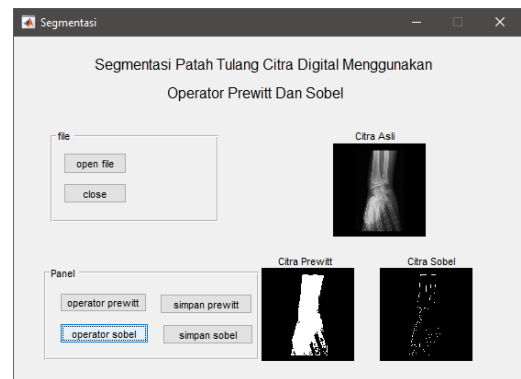 Segmentasi
Segmentasi Patah Tulang Citra Digital Menggunakan
Operator Prewitt Dan Sobel
file
open file
close
Citra Asli
Panel
operator prewitt
simpan prewitt
operator sobel
simpan sobel
Citra Prewitt
Citra Sobel